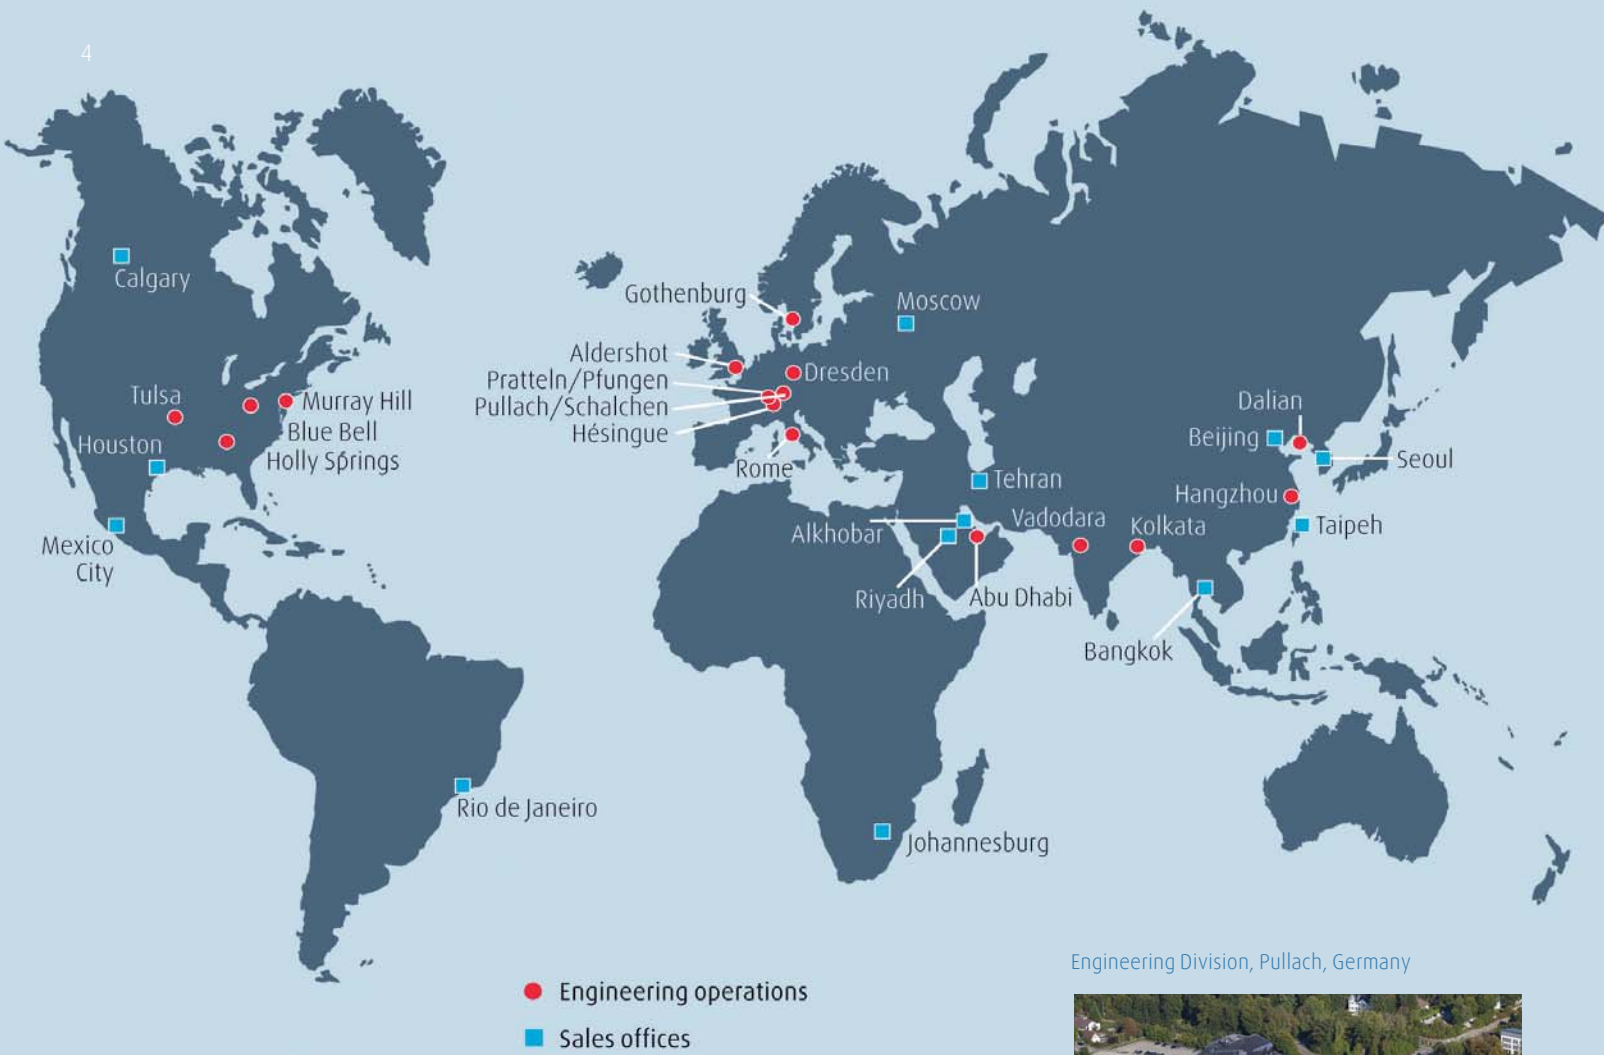 4
Calgary
Gothenburg
Moscow
Aldershot
Pratteln/Pfungen
Pullach/Schalchen
Hésingue
Dresden
Rome
Tulsa
Murray Hill
Blue Bell
Holly Springs
Houston
Mexico
City
Tehran
Alkhobar
Riyadh
Abu Dhabi
Vadodara
Kolkata
Dalian
Beijing
Seoul
Hangzhou
Taipeh
Bangkok
Rio de Janeiro
Johannesburg
Engineering Division, Pullach, Germany
Engineering operations
Sales offices